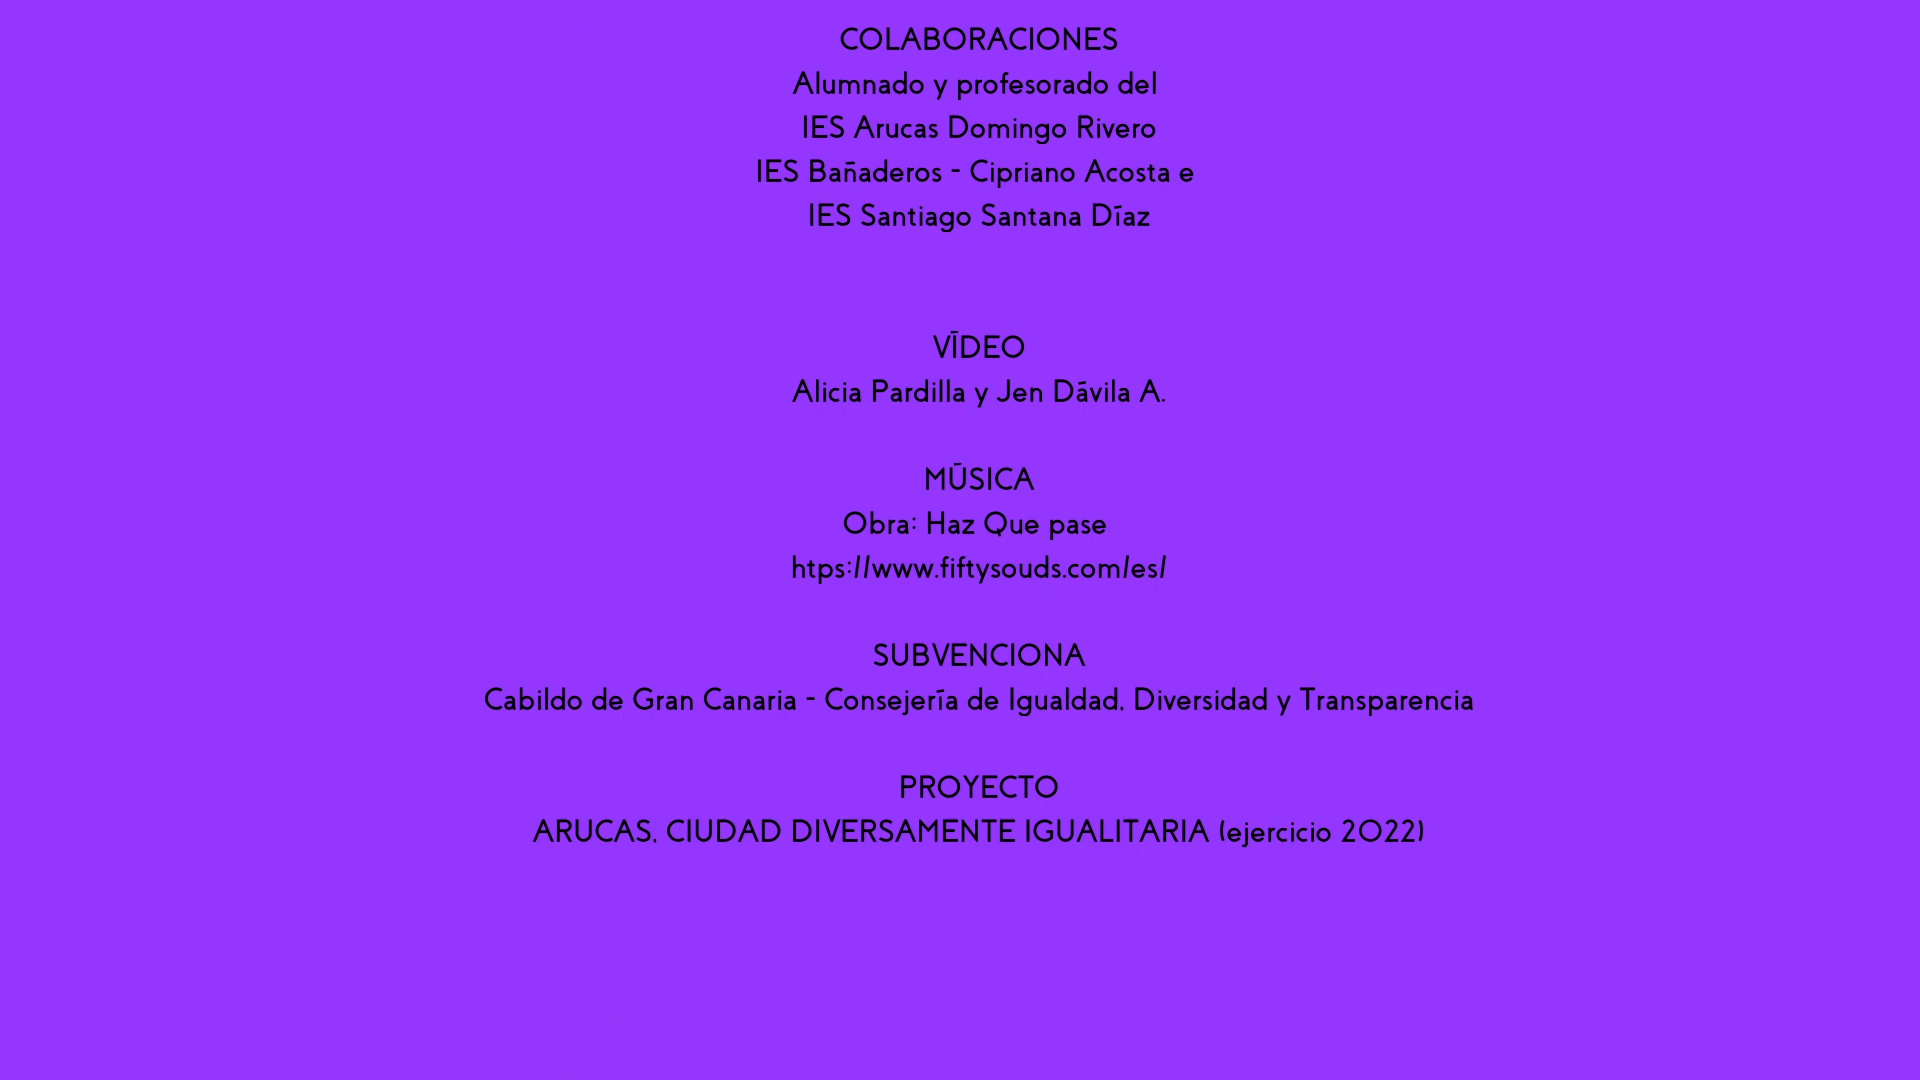 COLABORACIONES
Alumnado y profesorado del
IES Arucas Domingo Rivero
IES Bañaderos - Cipriano Acosta e
IES Santiago Santana Díaz
VÍDEO
Alicia Pardilla y Jen Dávila A.
MÚSICA
Obra: Haz Que pase
htps://www.fiftysouds.com/es/
SUBVENCIONA
Cabildo de Gran Canaria - Consejería de Igualdad, Diversidad y Transparencia
PROYECTO
ARUCAS, CIUDAD DIVERSAMENTE IGUALITARIA (ejercicio 2022)